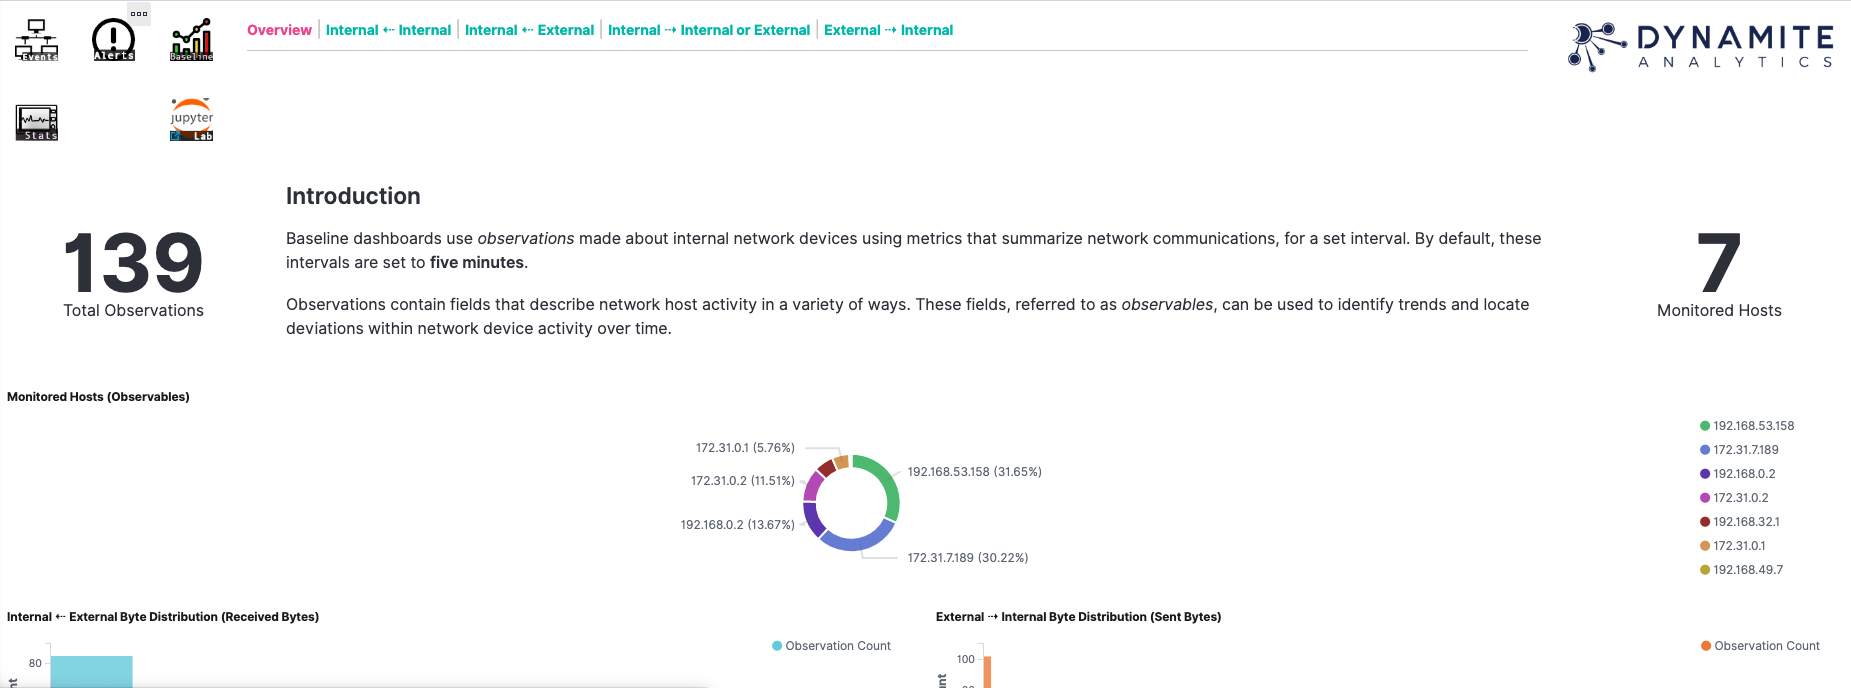 Events
Alerts
Baseline
Overview
Internal ⇠ Internal
Internal ⇠ External
Internal ⇢ Internal or External
External ⇢ Internal
DYNAMITE
ANALYTICS
Stats
jupyter
Lab
Introduction
139
Total Observations
Baseline dashboards use observations made about internal network devices using metrics that summarize network communications, for a set interval. By default, these
intervals are set to five minutes.
Observations contain fields that describe network host activity in a variety of ways. These fields, referred to as observables, can be used to identify trends and locate
deviations within network device activity over time.
7
Monitored Hosts
Monitored Hosts (Observables)
172.31.0.1 (5.76%)
172.31.0.2 (11.51%)
192.168.0.2 (13.67%)
192.168.53.158 (31.65%)
172.31.7.189 (30.22%)
192.168.53.158
172.31.7.189
192.168.0.2
172.31.0.2
192.168.32.1
172.31.0.1
192.168.49.7
Internal ⇠ External Byte Distribution (Received Bytes)
80
Observation Count
External ⇢ Internal Byte Distribution (Sent Bytes)
100
Observation Count